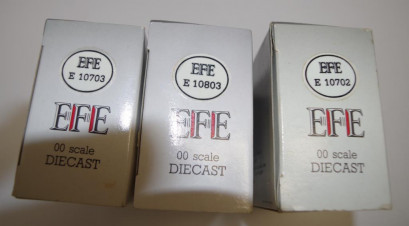 EFE
E 10703
EFE
00 scale
DIECAST
EFE
E 10803
EFE
00 scale
DIECAST
EFE
E 10702
EFE
00 scale
DIECAST